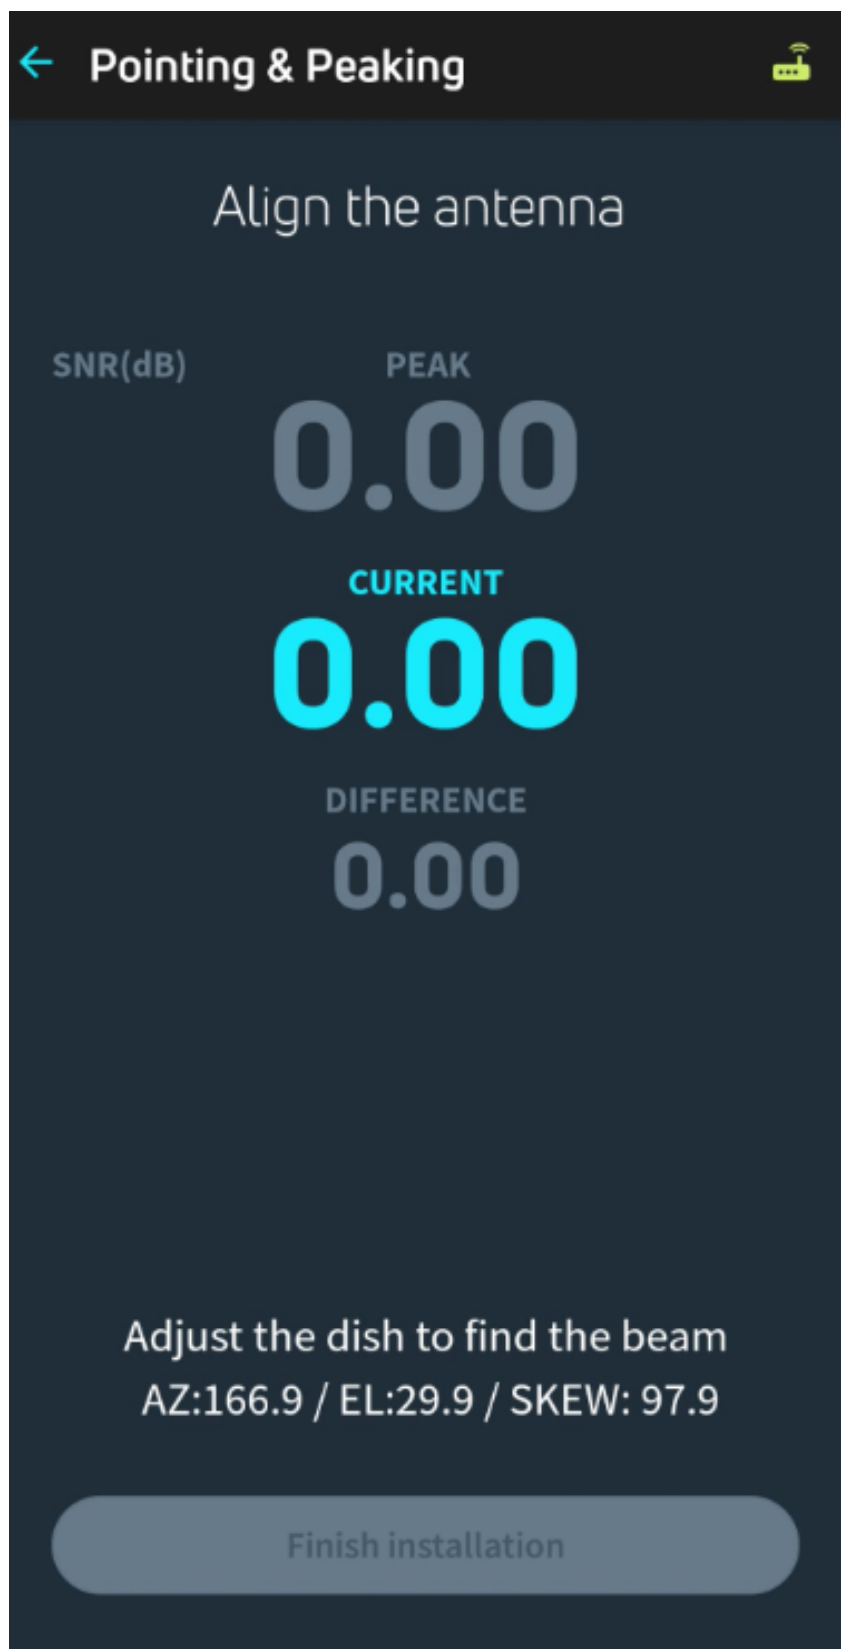 Pointing & Peaking
Align the antenna
SNR(dB) PEAK
0.00
CURRENT
0.00
DIFFERENCE
0.00
Adjust the dish to find the beam
AZ:166.9 / EL:29.9 / SKEW: 97.9
Finish installation